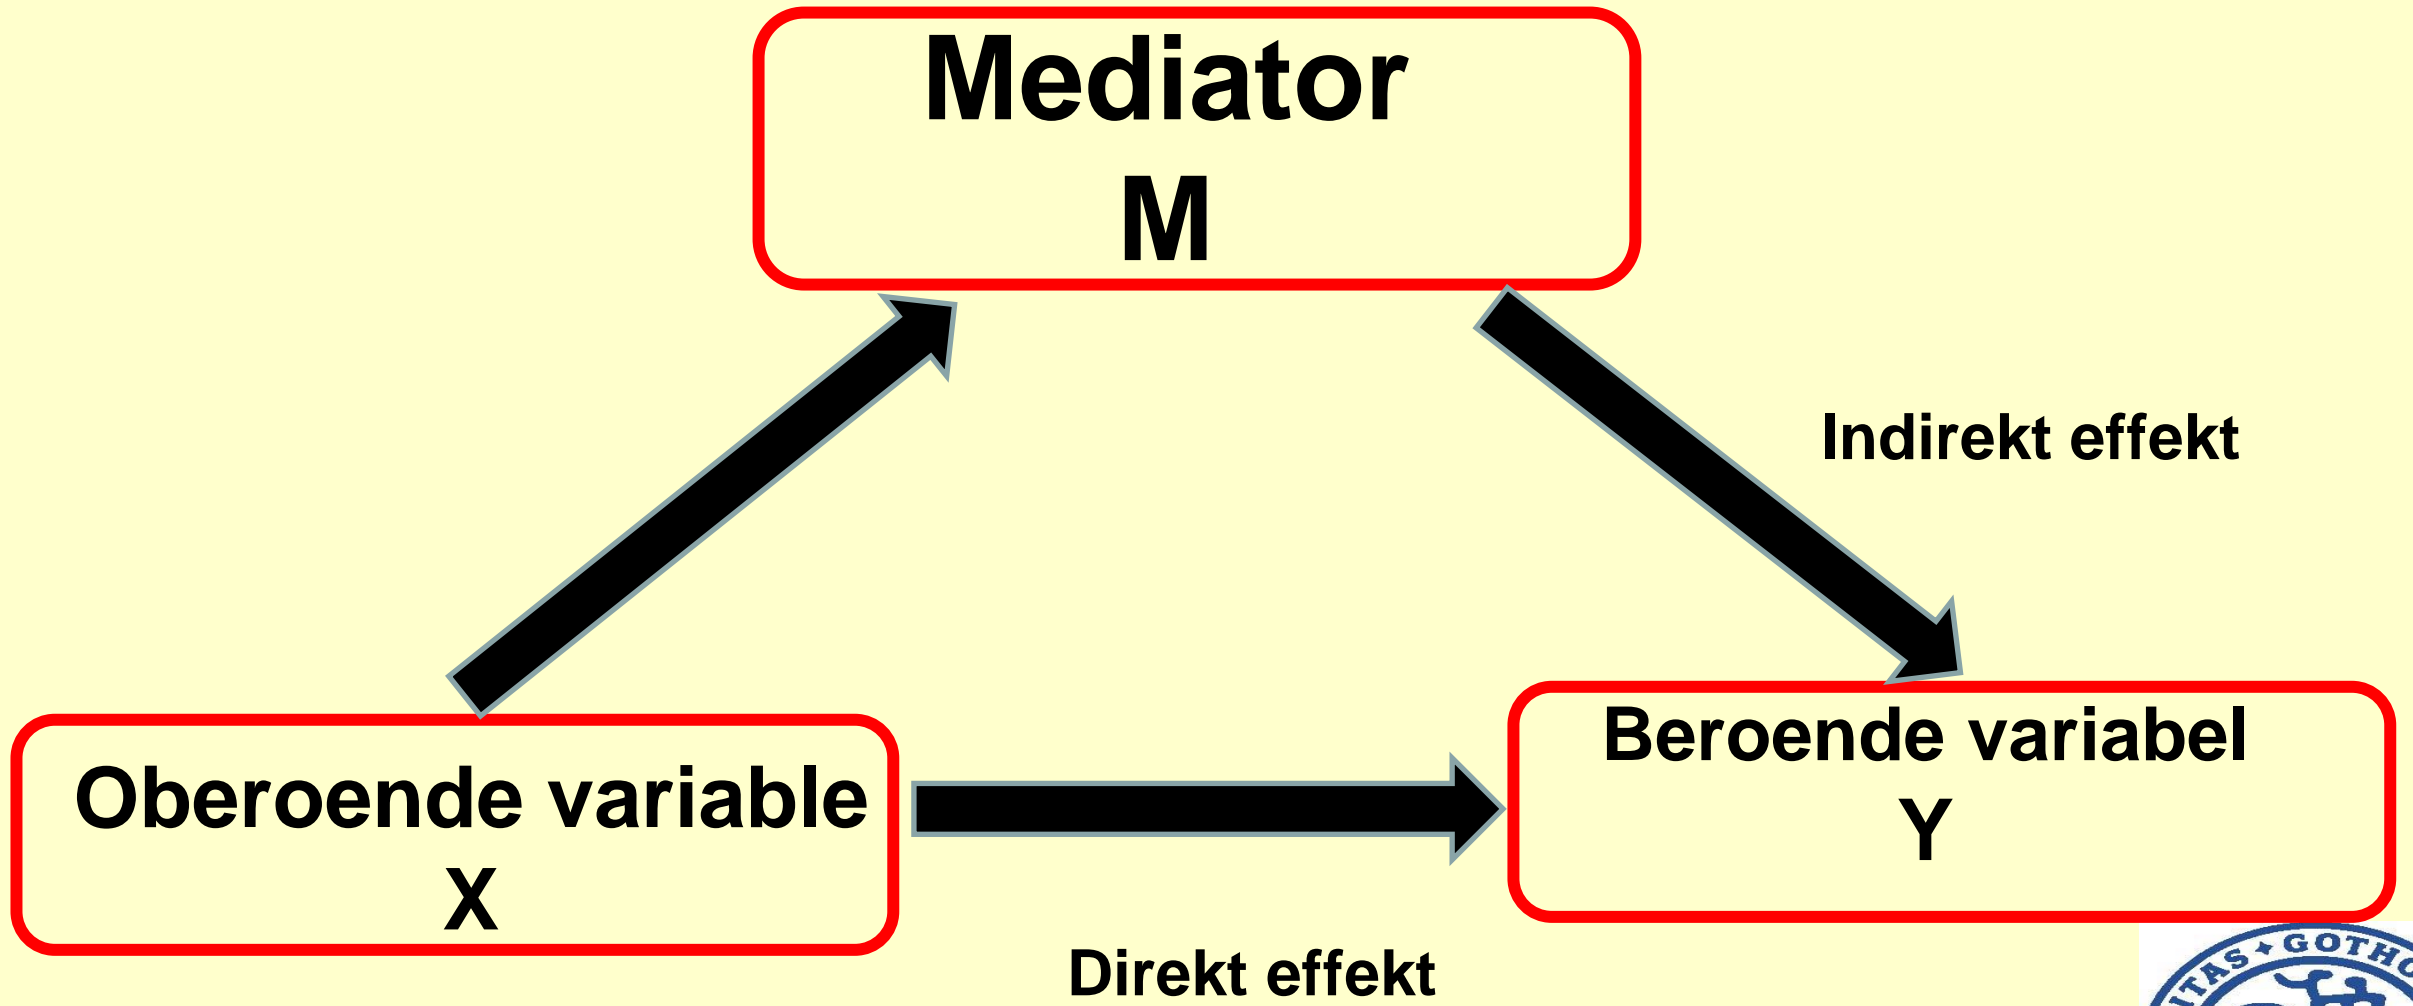 Mediator
M
Indirekt effekt
Oberoende variable
X
Beroende variabel
Y
Direkt effekt